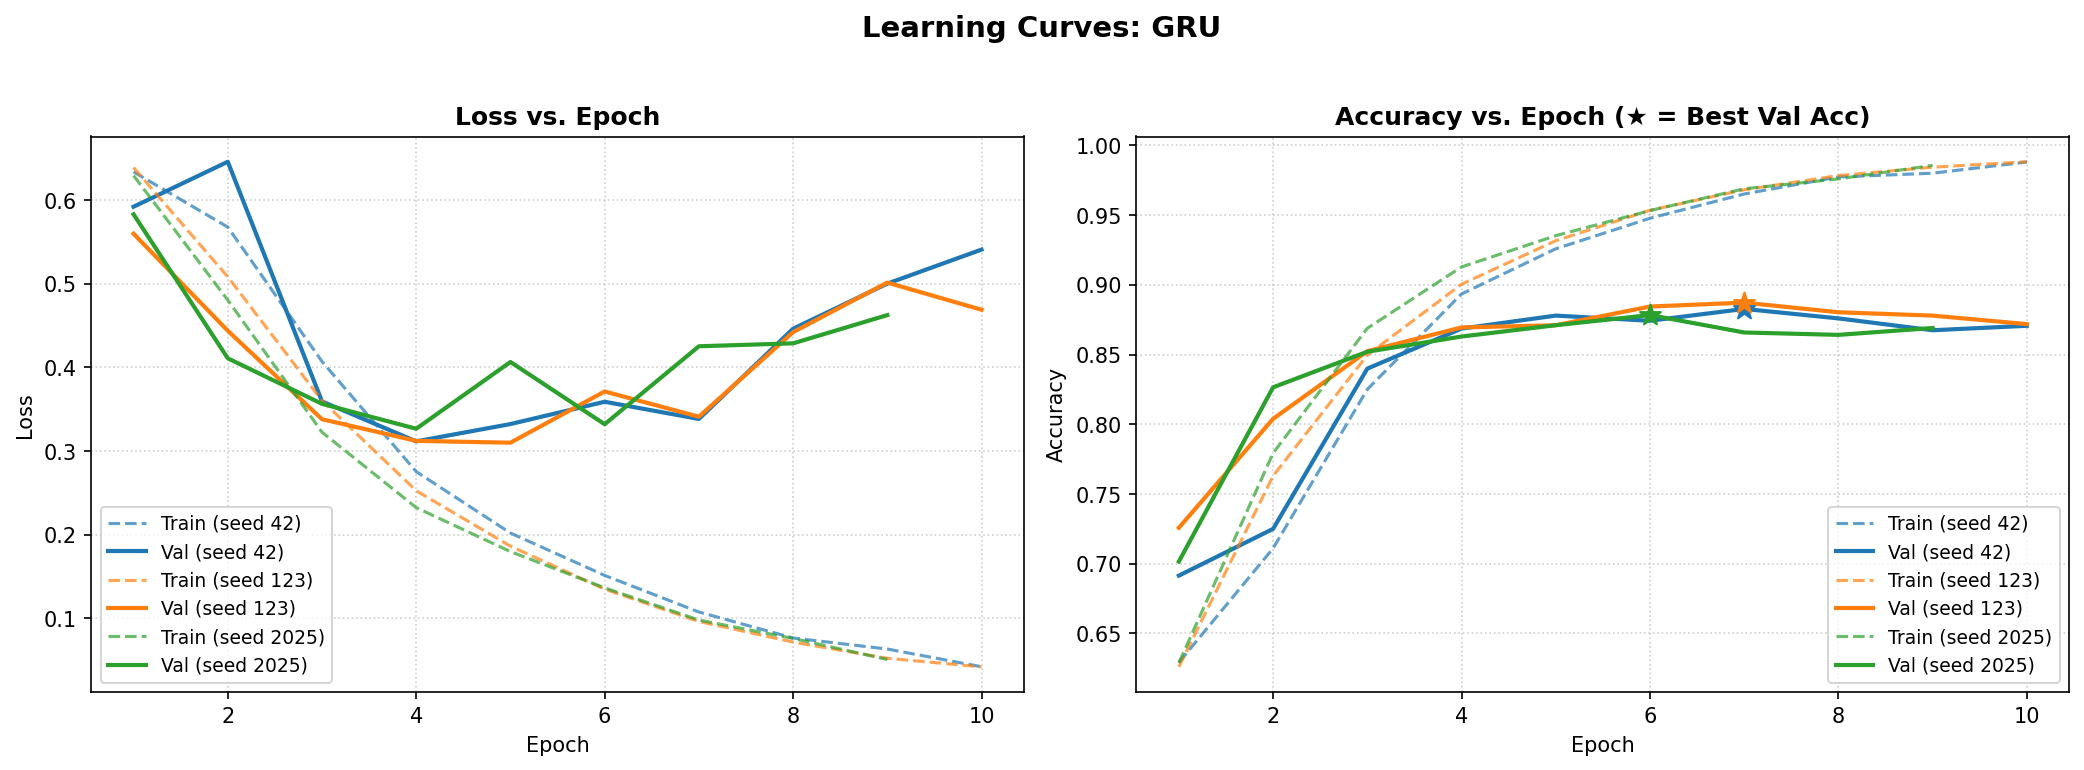 Learning Curves: GRU
Loss vs. Epoch
Loss
0.6
0.5
0.4
0.3
0.2
0.1
Train (seed 42)
Val (seed 42)
Train (seed 123)
Val (seed 123)
Train (seed 2025)
Val (seed 2025)
2 4 6 8 10
Epoch
Accuracy vs. Epoch (★ = Best Val Acc)
Accuracy
1.00
0.95
0.90
0.85
0.80
0.75
0.70
0.65
Train (seed 42)
Val (seed 42)
Train (seed 123)
Val (seed 123)
Train (seed 2025)
Val (seed 2025)
2 4 6 8 10
Epoch